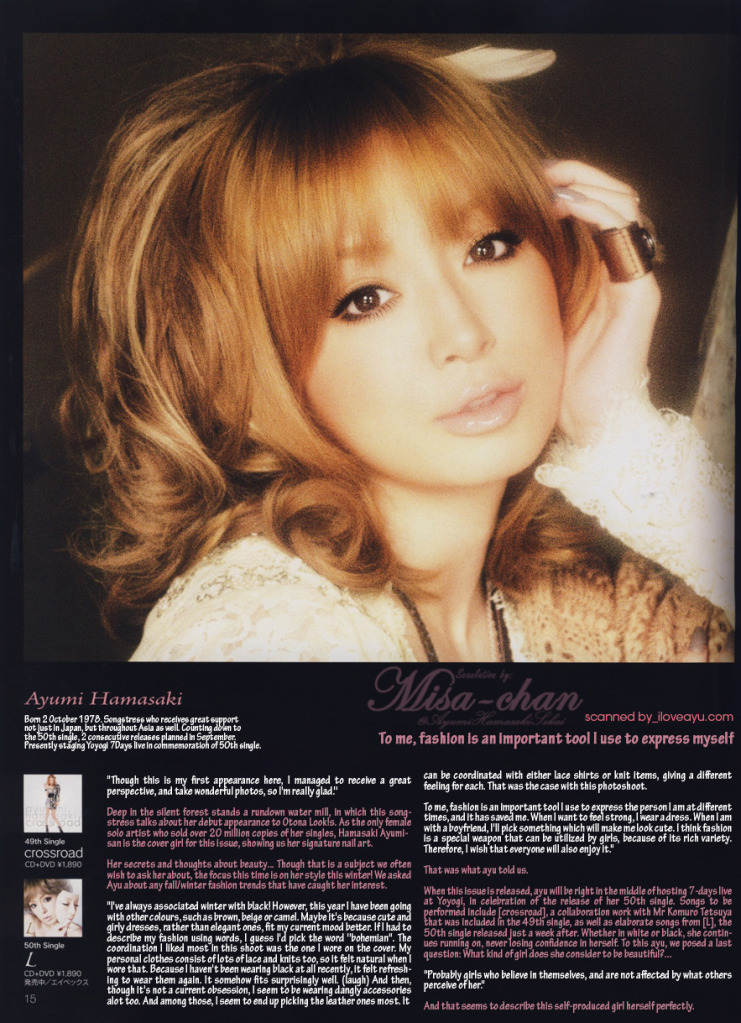 Ayumi Hamasaki
Born 2 October 1978. Songstress who receives great support
not just in Japan, but throughout Asia as well. Counting down to
the 50th single, 2 consecutive releases planned in September.
Presently staging Yoyogi 7Days live in commemoration of 50th single.
Scanlation by:
Misa-chan
@AyumiHamasakiSekai
scanned by_iloveayu.com
To me, fashion is an important tool I use to express myself
49th Single
crossroad
CD+DVD ¥1,890
50th Single
L
CD+DVD ¥1,890
発売中／エイベックス
15
"Though this is my first appearance here, I managed to receive a great
perspective, and take wonderful photos, so I'm really glad."
Deep in the silent forest stands a rundown water mill, in which this song-
stress talks about her debut appearance to Otona Lookls. As the only female
solo artist who sold over 20 million copies of her singles, Hamasaki Ayumi-
san is the cover girl for this issue, showing us her signature nail art.
Her secrets and thoughts about beauty... Though that is a subject we often
wish to ask her about, the focus this time is on her style this winter! We asked
Ayu about any fall/winter fashion trends that have caught her interest.
"I've always associated winter with black! However, this year I have been going
with other colours, such as brown, beige or camel. Maybe it's because cute and
girly dresses, rather than elegant ones, fit my current mood better. If I had to
describe my fashion using words, I guess I'd pick the word "bohemian". The
coordination I liked most in this shoot was the one I wore on the cover. My
personal clothes consist of lots of lace and knits too, so it felt natural when I
wore that. Because I haven't been wearing black at all recently, it felt refresh-
ing to wear them again. It somehow fits surprisingly well. (laugh) And then,
though it's not a current obsession, I seem to be wearing dangly accessories
alot too. And among those, I seem to end up picking the leather ones most. It
can be coordinated with either lace shirts or knit items, giving a different
feeling for each. That was the case with this photoshoot.
To me, fashion is an important tool I use to express the person I am at different
times, and it has saved me. When I want to feel strong, I wear a dress. When I am
with a boyfriend, I'll pick something which will make me look cute. I think fashion
is a special weapon that can be utilized by girls, because of its rich variety.
Therefore, I wish that everyone will also enjoy it."
That was what ayu told us.
When this issue is released, ayu will be right in the middle of hosting 7-days live
at Yoyogi, in celebration of the release of her 50th single. Songs to be
performed include [crossroad], a collaboration work with Mr Komuro Tetsuya
that was included in the 49th single, as well as elaborate songs from [L], the
50th single released just a week after. Whether in white or black, she contin-
ues running on, never losing confidence in herself. To this ayu, we posed a last
question: What kind of girl does she consider to be beautiful?...
"Probably girls who believe in themselves, and are not affected by what others
perceive of her."
And that seems to describe this self-produced girl herself perfectly.